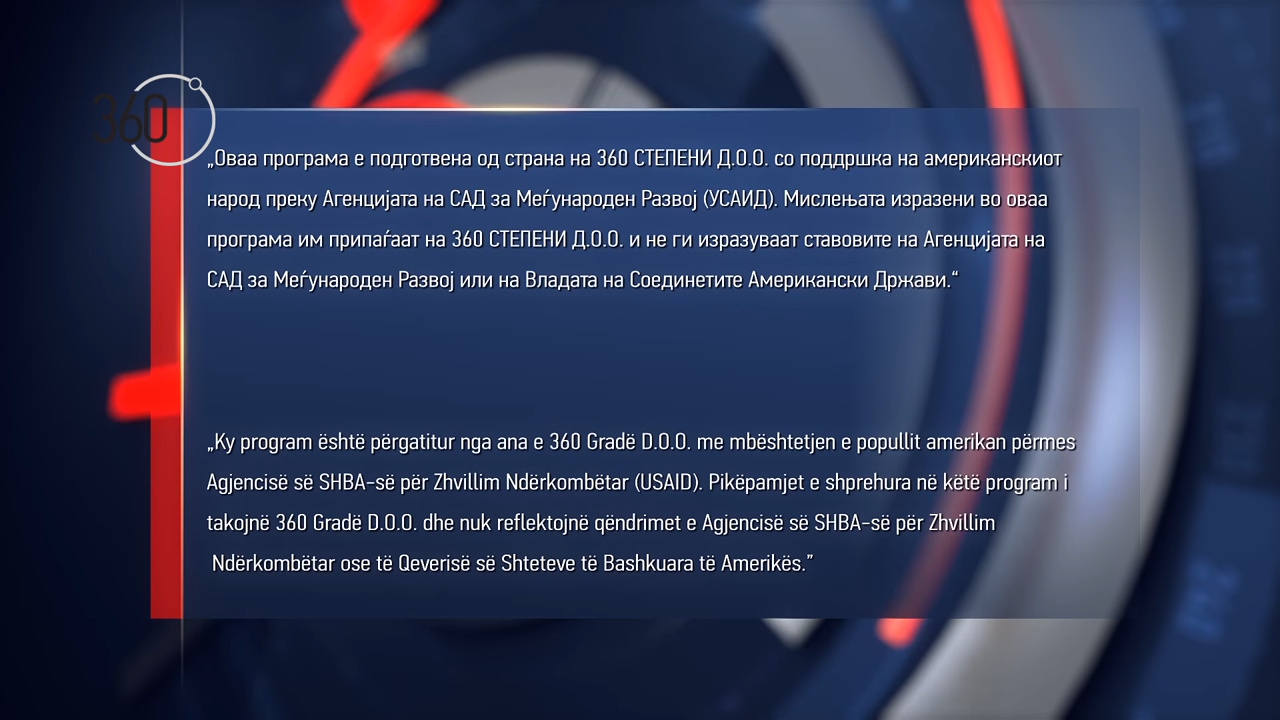 360
„Оваа програма е подготвена од страна на 360 СТЕПЕНИ Д.О.О. со поддршка на американскиот
народ преку Агенцијата на САД за Меѓународен Развој (УСАИД). Мислењата изразени во оваа
програма им припаѓаат на 360 СТЕПЕНИ Д.О.О. и не ги изразуваат ставовите на Агенцијата на
САД за Меѓународен Развој или на Владата на Соединетите Американски Држави.“
„Ky program është përgatitur nga ana e 360 Gradë D.O.O. me mbështetjen e popullit amerikan përmes
Agjencisë së SHBA-së për Zhvillim Ndërkombëtar (USAID). Pikëpamjet e shprehura në këtë program i
takojnë 360 Gradë D.O.O. dhe nuk reflektojnë qëndrimet e Agjencisë së SHBA-së për Zhvillim
Ndërkombëtar ose të Qeverisë së Shteteve të Bashkuara të Amerikës.”